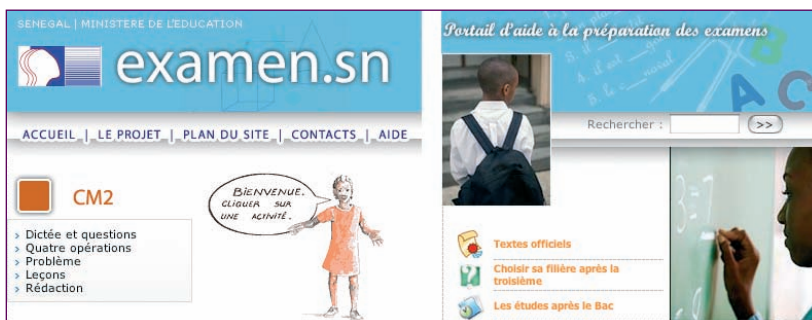 SENEGAL | MINISTERE DE L'EDUCATION
examen.sn
Portail d'aide à la préparation des examens
ACCUEIL | LE PROJET | PLAN DU SITE | CONTACTS | AIDE
Rechercher :
>>
CM2
BIENVENUE.
CLIQUER SUR
UNE ACTIVITÉ.
Dictée et questions
Quatre opérations
Problème
Leçons
Rédaction
Textes officiels
Choisir sa filière après la
troisième
Les études après le Bac
B
A C